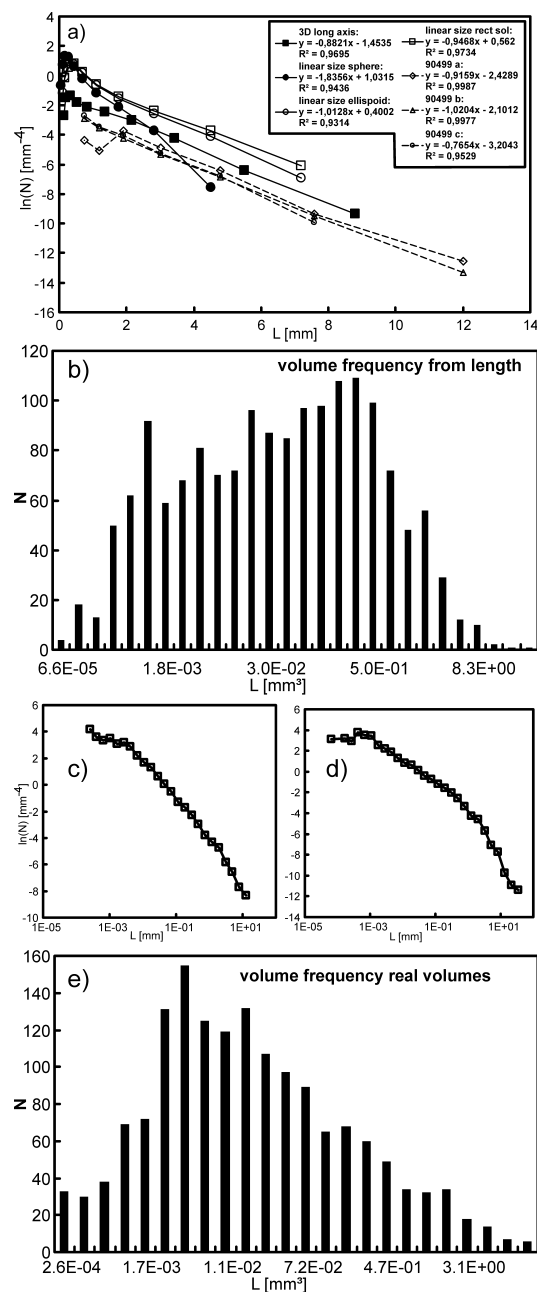 a)
ln(N) [mm⁻⁴]
4
2
0
-2
-4
-6
-8
-10
-12
-14
-16
0 2 4 6 8 10 12 14
L [mm]
3D long axis:
y = -0,8821x - 1,4535
R² = 0,9695
linear size sphere:
y = -1,8356x + 1,0315
R² = 0,9436
linear size ellispoid:
y = -1,0128x + 0,4002
R² = 0,9314
linear size rect sol:
y = -0,9468x + 0,562
R² = 0,9734
90499 a:
y = -0,9159x - 2,4289
R² = 0,9987
90499 b:
y = -1,0204x - 2,1012
R² = 0,9977
90499 c:
y = -0,7654x - 3,2043
R² = 0,9529
b)
volume frequency from length
N
120
100
80
60
40
20
0
6.6E-05 1.8E-03 3.0E-02 5.0E-01 8.3E+00
L [mm³]
c)
ln(N) [mm⁻⁴]
6
4
2
0
-2
-4
-6
-8
-10
1E-05 1E-03 1E-01 1E+01
L [mm]
d)
6
4
2
0
-2
-4
-6
-8
-10
-12
-14
1E-05 1E-03 1E-01 1E+01
L [mm]
e)
volume frequency real volumes
N
160
140
120
100
80
60
40
20
0
2.6E-04 1.7E-03 1.1E-02 7.2E-02 4.7E-01 3.1E+00
L [mm³]